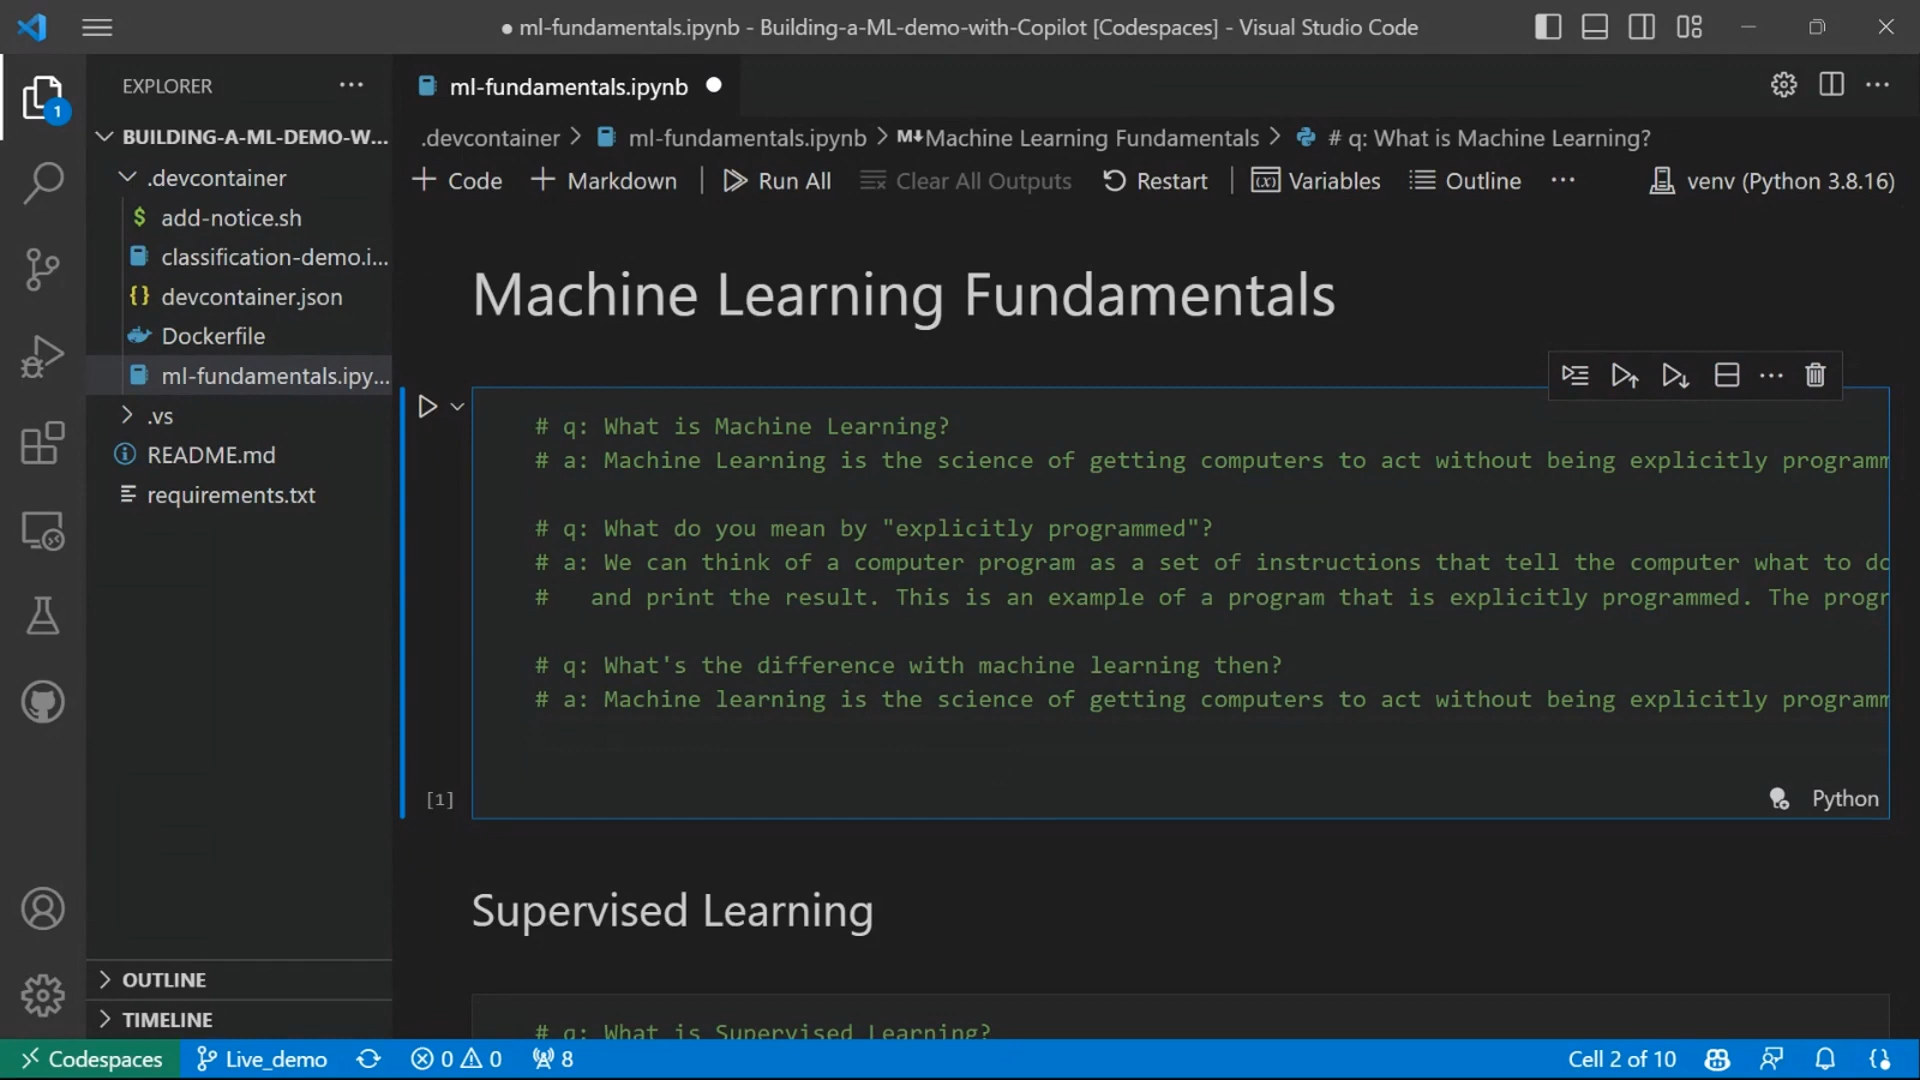 ● ml-fundamentals.ipynb - Building-a-ML-demo-with-Copilot [Codespaces] - Visual Studio Code
EXPLORER
1
BUILDING-A-ML-DEMO-W...
.devcontainer
$ add-notice.sh
classification-demo.i...
{} devcontainer.json
Dockerfile
ml-fundamentals.ipy...
.vs
README.md
requirements.txt
OUTLINE
TIMELINE
ml-fundamentals.ipynb ●
.devcontainer > ml-fundamentals.ipynb > M↓Machine Learning Fundamentals > # q: What is Machine Learning?
+ Code + Markdown | Run All Clear All Outputs Restart | Variables Outline ... venv (Python 3.8.16)
Machine Learning Fundamentals
# q: What is Machine Learning?
# a: Machine Learning is the science of getting computers to act without being explicitly programm
# q: What do you mean by "explicitly programmed"?
# a: We can think of a computer program as a set of instructions that tell the computer what to do
#   and print the result. This is an example of a program that is explicitly programmed. The progr
# q: What's the difference with machine learning then?
# a: Machine learning is the science of getting computers to act without being explicitly programm
[1]
Python
Supervised Learning
# q: What is Supervised Learning?
Codespaces Live_demo 0 0 8 Cell 2 of 10